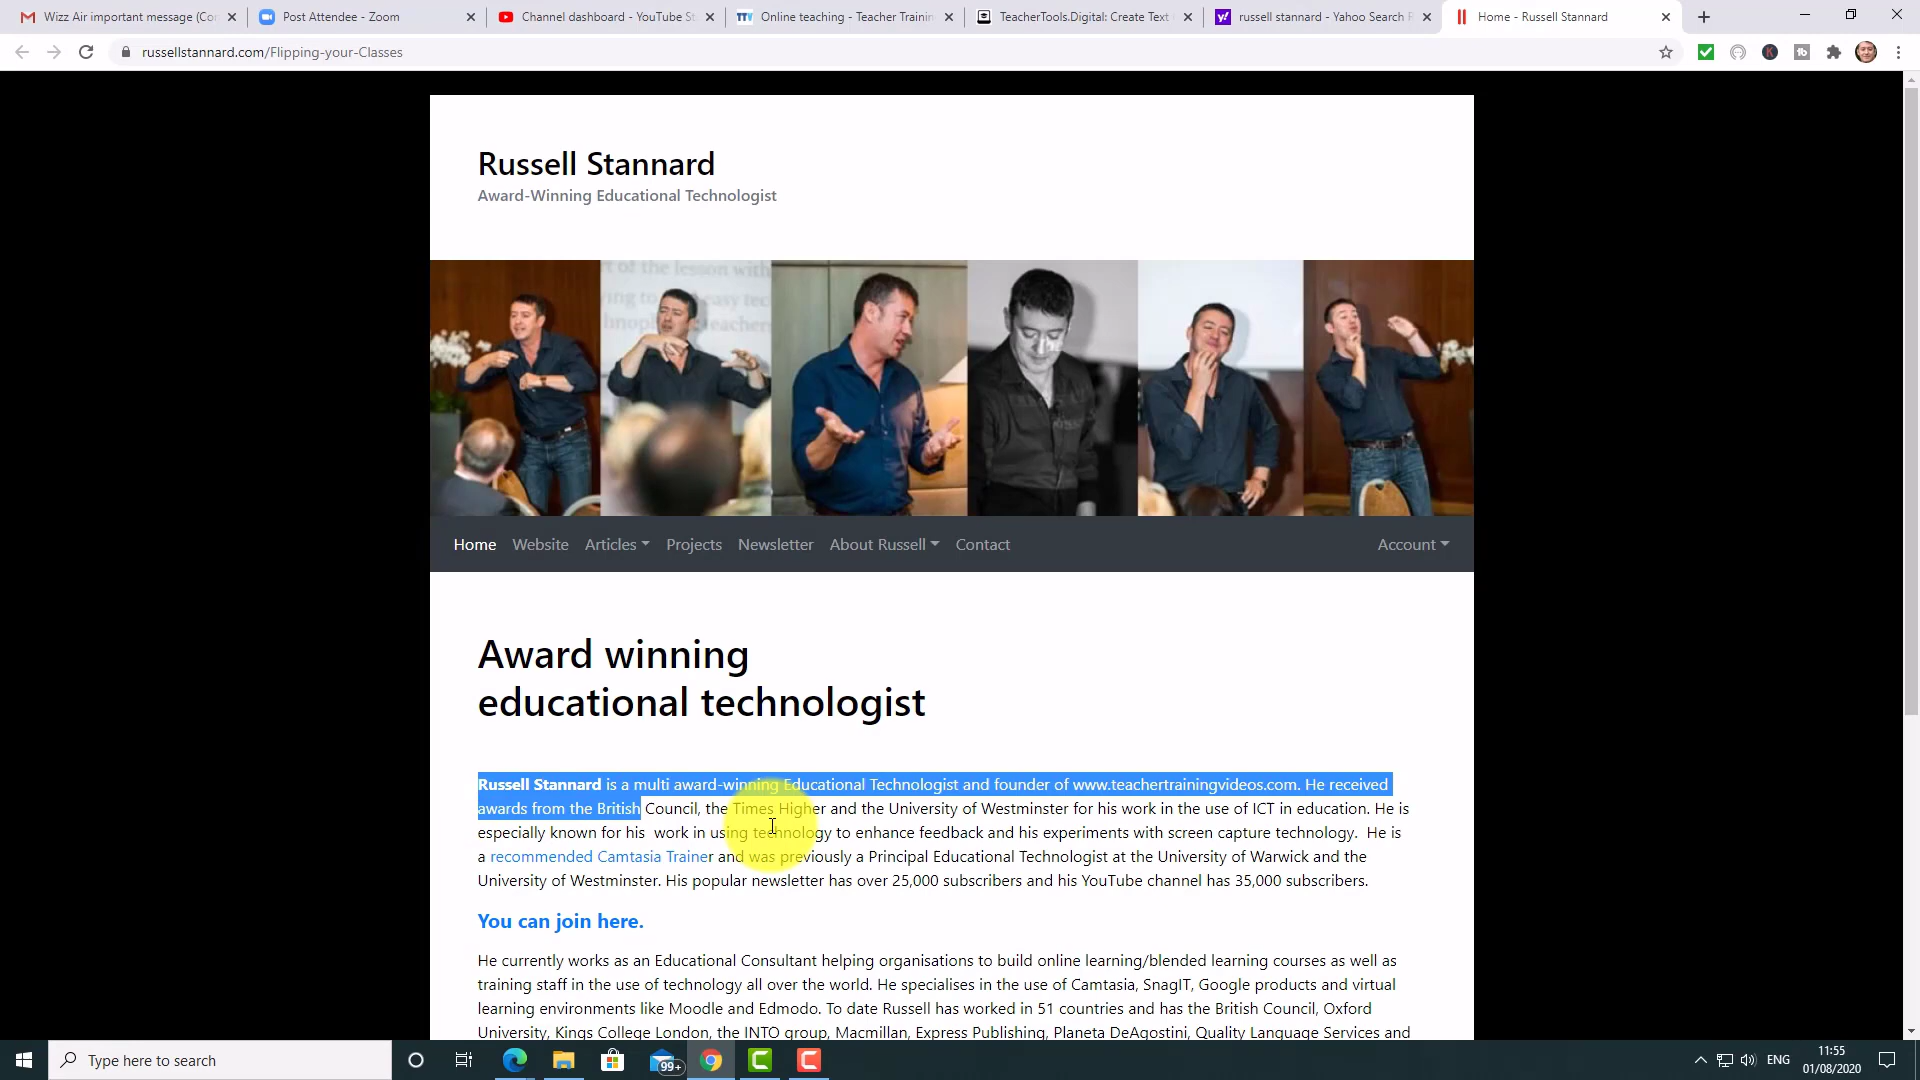 Wizz Air important message (Co
Post Attendee - Zoom
Channel dashboard - YouTube St
Online teaching - Teacher Trainin
TeacherTools.Digital: Create Text
russell stannard - Yahoo Search
Home - Russell Stannard
russellstannard.com/Flipping-your-Classes
Russell Stannard
Award-Winning Educational Technologist
rt of the lesson with
easy tec
teachers
Home Website Articles Projects Newsletter About Russell Contact Account
Award winning
educational technologist
Russell Stannard is a multi award-winning Educational Technologist and founder of www.teachertrainingvideos.com. He received
awards from the British Council, the Times Higher and the University of Westminster for his work in the use of ICT in education. He is
especially known for his work in using technology to enhance feedback and his experiments with screen capture technology. He is
a recommended Camtasia Trainer and was previously a Principal Educational Technologist at the University of Warwick and the
University of Westminster. His popular newsletter has over 25,000 subscribers and his YouTube channel has 35,000 subscribers.
You can join here.
He currently works as an Educational Consultant helping organisations to build online learning/blended learning courses as well as
training staff in the use of technology all over the world. He specialises in the use of Camtasia, SnagIT, Google products and virtual
learning environments like Moodle and Edmodo. To date Russell has worked in 51 countries and has the British Council, Oxford
University, Kings College London, the INTO group, Macmillan, Express Publishing, Planeta DeAgostini, Quality Language Services and
Type here to search
99+
ENG
11:55
01/08/2020